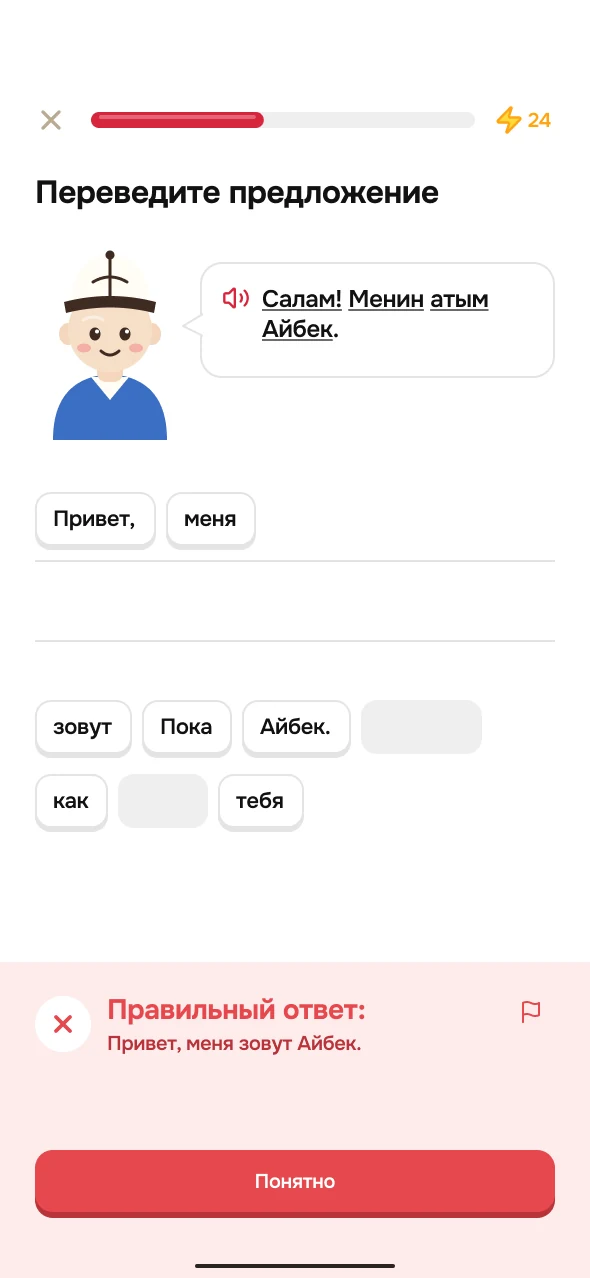 24
Переведите предложение
Салам! Менин атым
Айбек.
Привет, меня
зовут Пока Айбек.
как тебя
Правильный ответ:
Привет, меня зовут Айбек.
Понятно